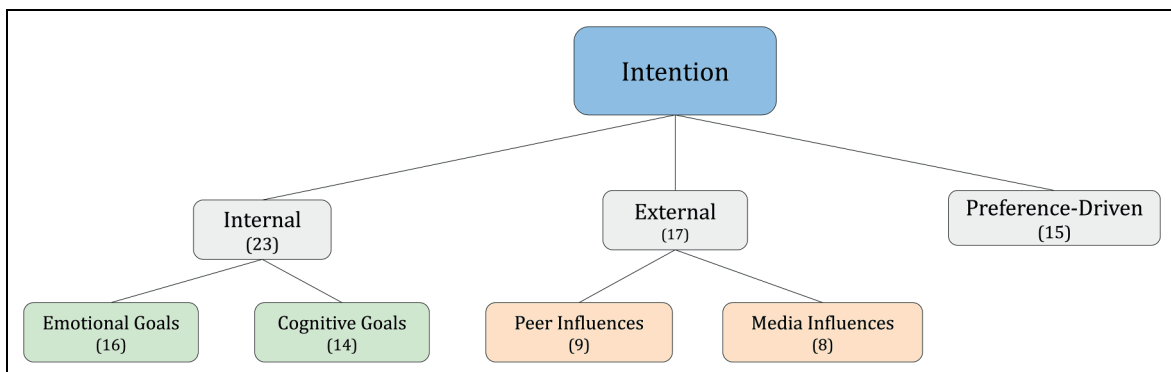 Intention
Internal
(23)
External
(17)
Preference-Driven
(15)
Emotional Goals
(16)
Cognitive Goals
(14)
Peer Influences
(9)
Media Influences
(8)